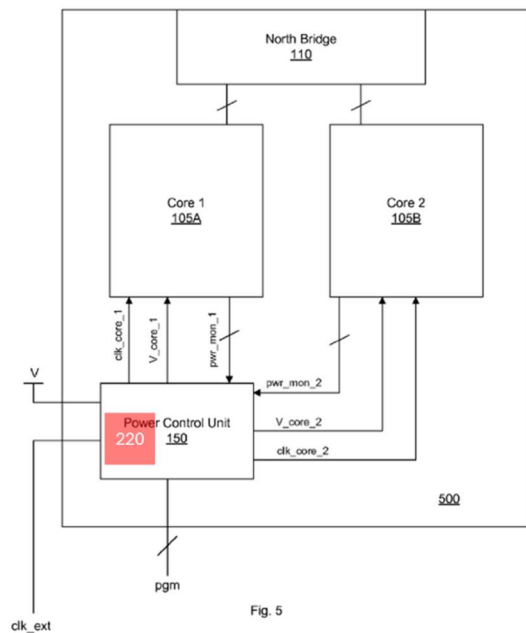 North Bridge
110
Core 1
105A
Core 2
105B
clk_core_1
V_core_1
pwr_mon_1
pwr_mon_2
V
Power Control Unit
220
150
V_core_2
clk_core_2
500
pgm
clk_ext
Fig. 5